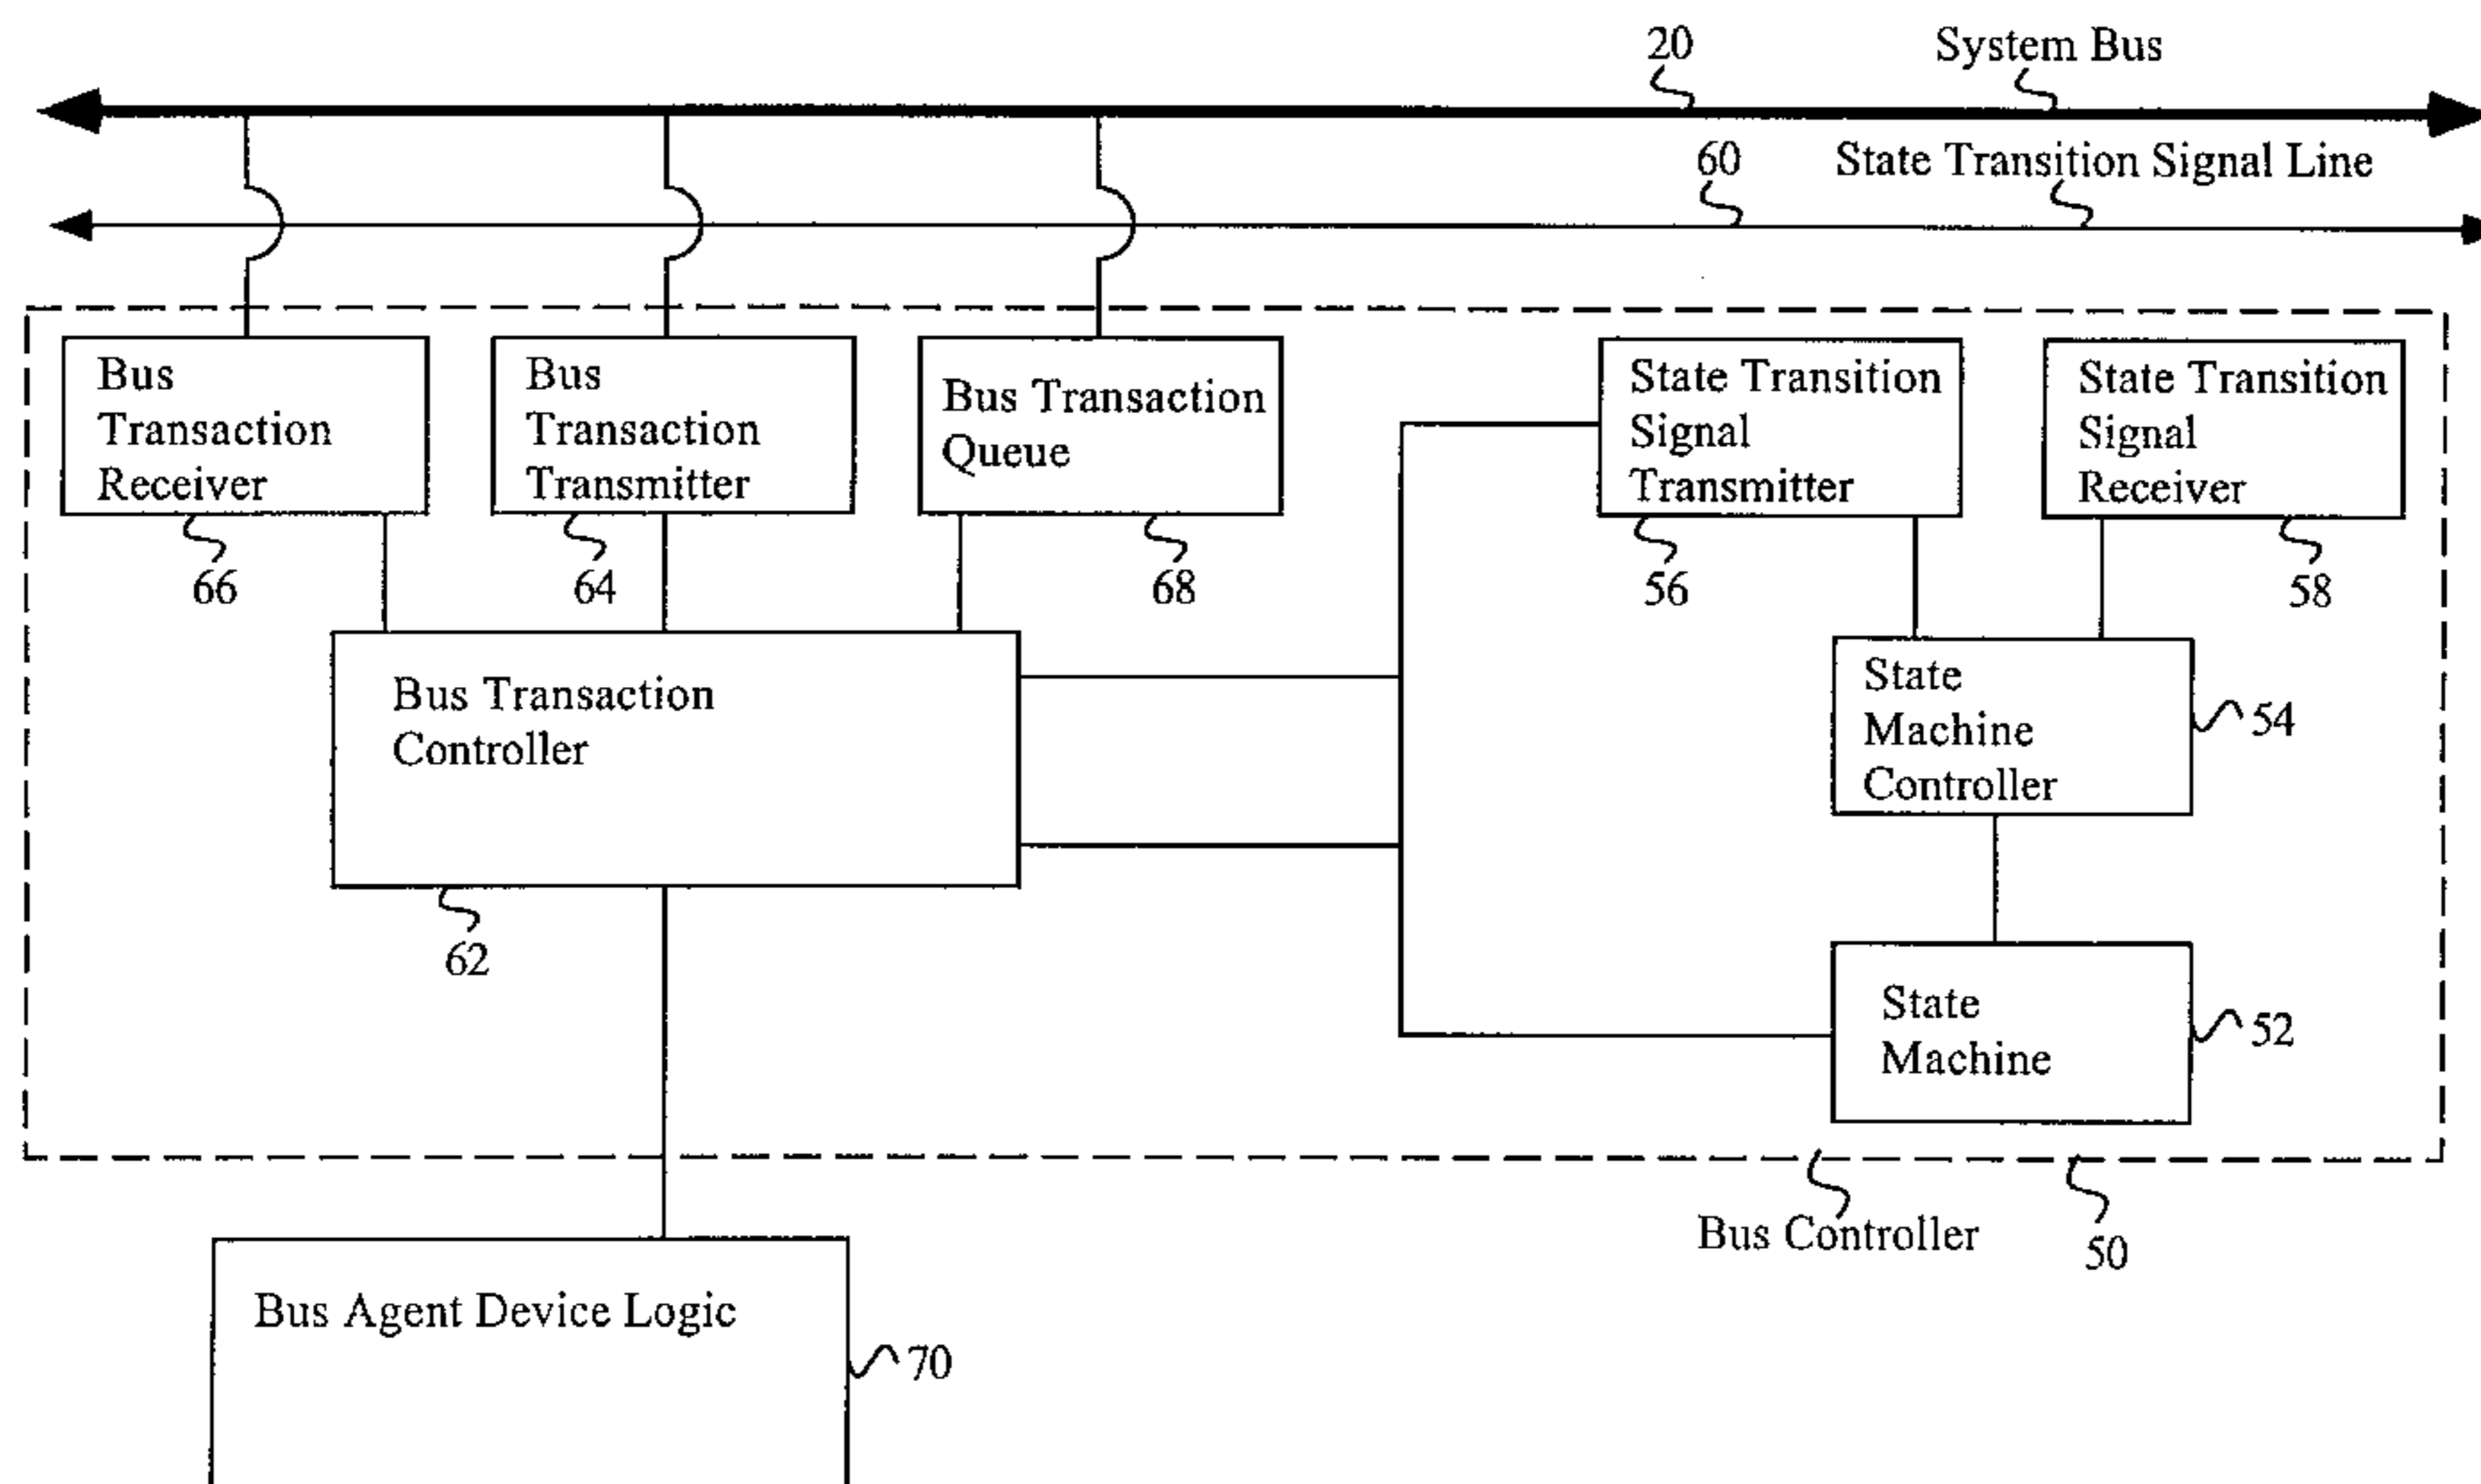 20
System Bus
60
State Transition Signal Line
Bus
Transaction
Receiver
Bus
Transaction
Transmitter
Bus Transaction
Queue
State Transition
Signal
Transmitter
State Transition
Signal
Receiver
66
64
68
56
58
Bus Transaction
Controller
State
Machine
Controller
54
62
State
Machine
52
Bus Controller
50
Bus Agent Device Logic
70